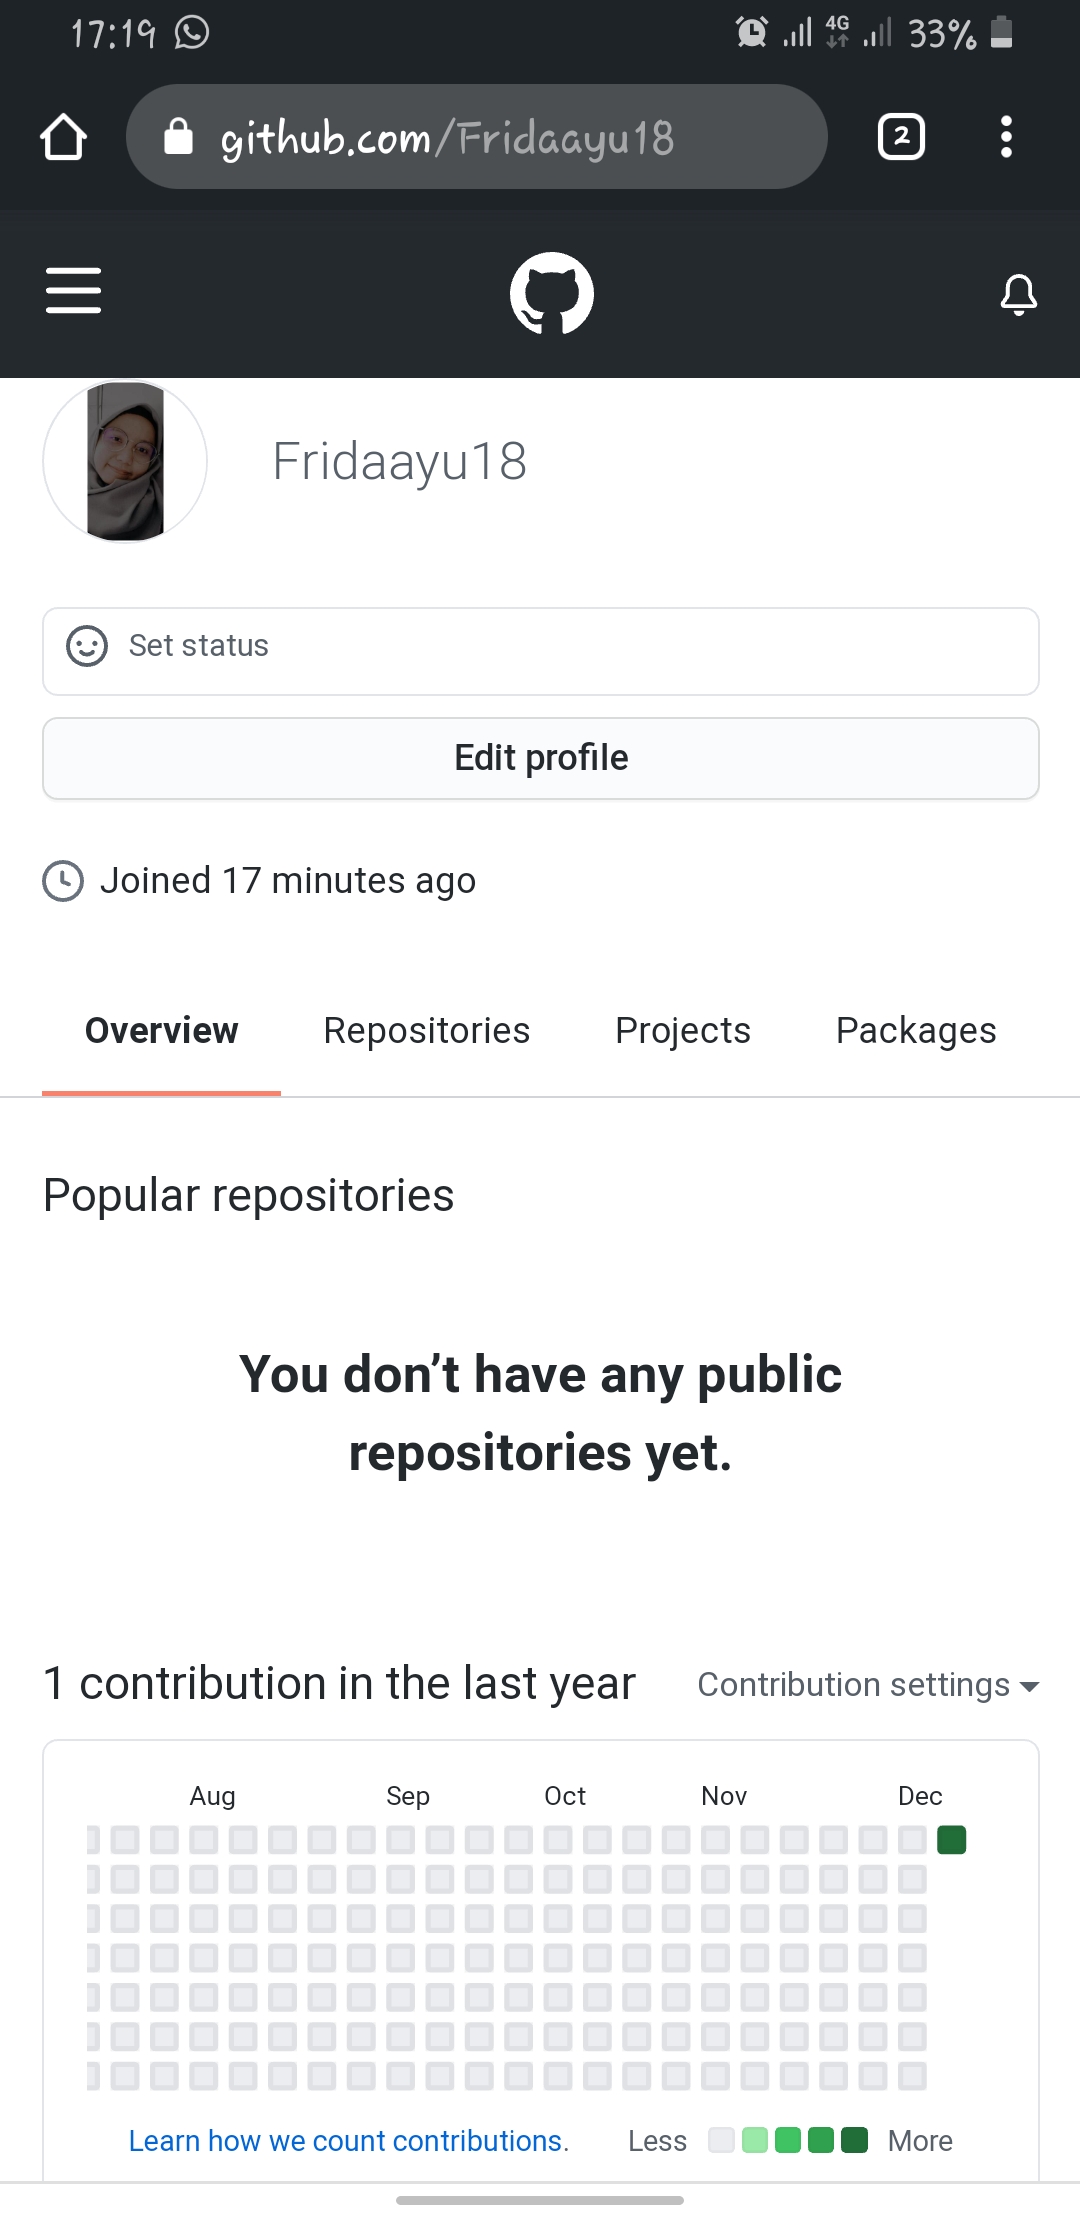 17:19 4G 33%
github.com/Fridaayu18 2
Fridaayu18
Set status
Edit profile
Joined 17 minutes ago
Overview Repositories Projects Packages
Popular repositories
You don’t have any public
repositories yet.
1 contribution in the last year Contribution settings
Aug Sep Oct Nov Dec
Learn how we count contributions. Less More